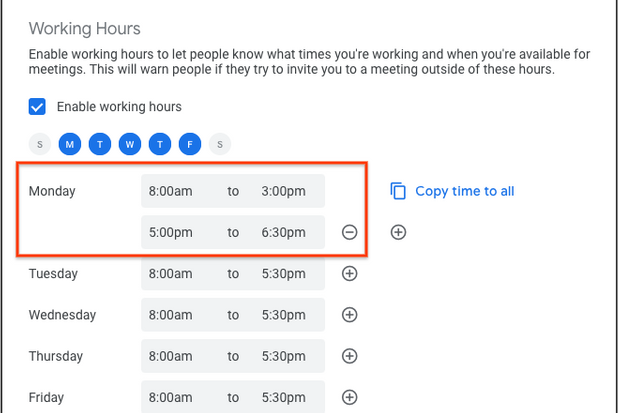 Working Hours
Enable working hours to let people know what times you're working and when you're available for
meetings. This will warn people if they try to invite you to a meeting outside of these hours.
Enable working hours
S M T W T F S
Monday 8:00am to 3:00pm Copy time to all
5:00pm to 6:30pm
Tuesday 8:00am to 5:30pm
Wednesday 8:00am to 5:30pm
Thursday 8:00am to 5:30pm
Friday 8:00am to 5:30pm